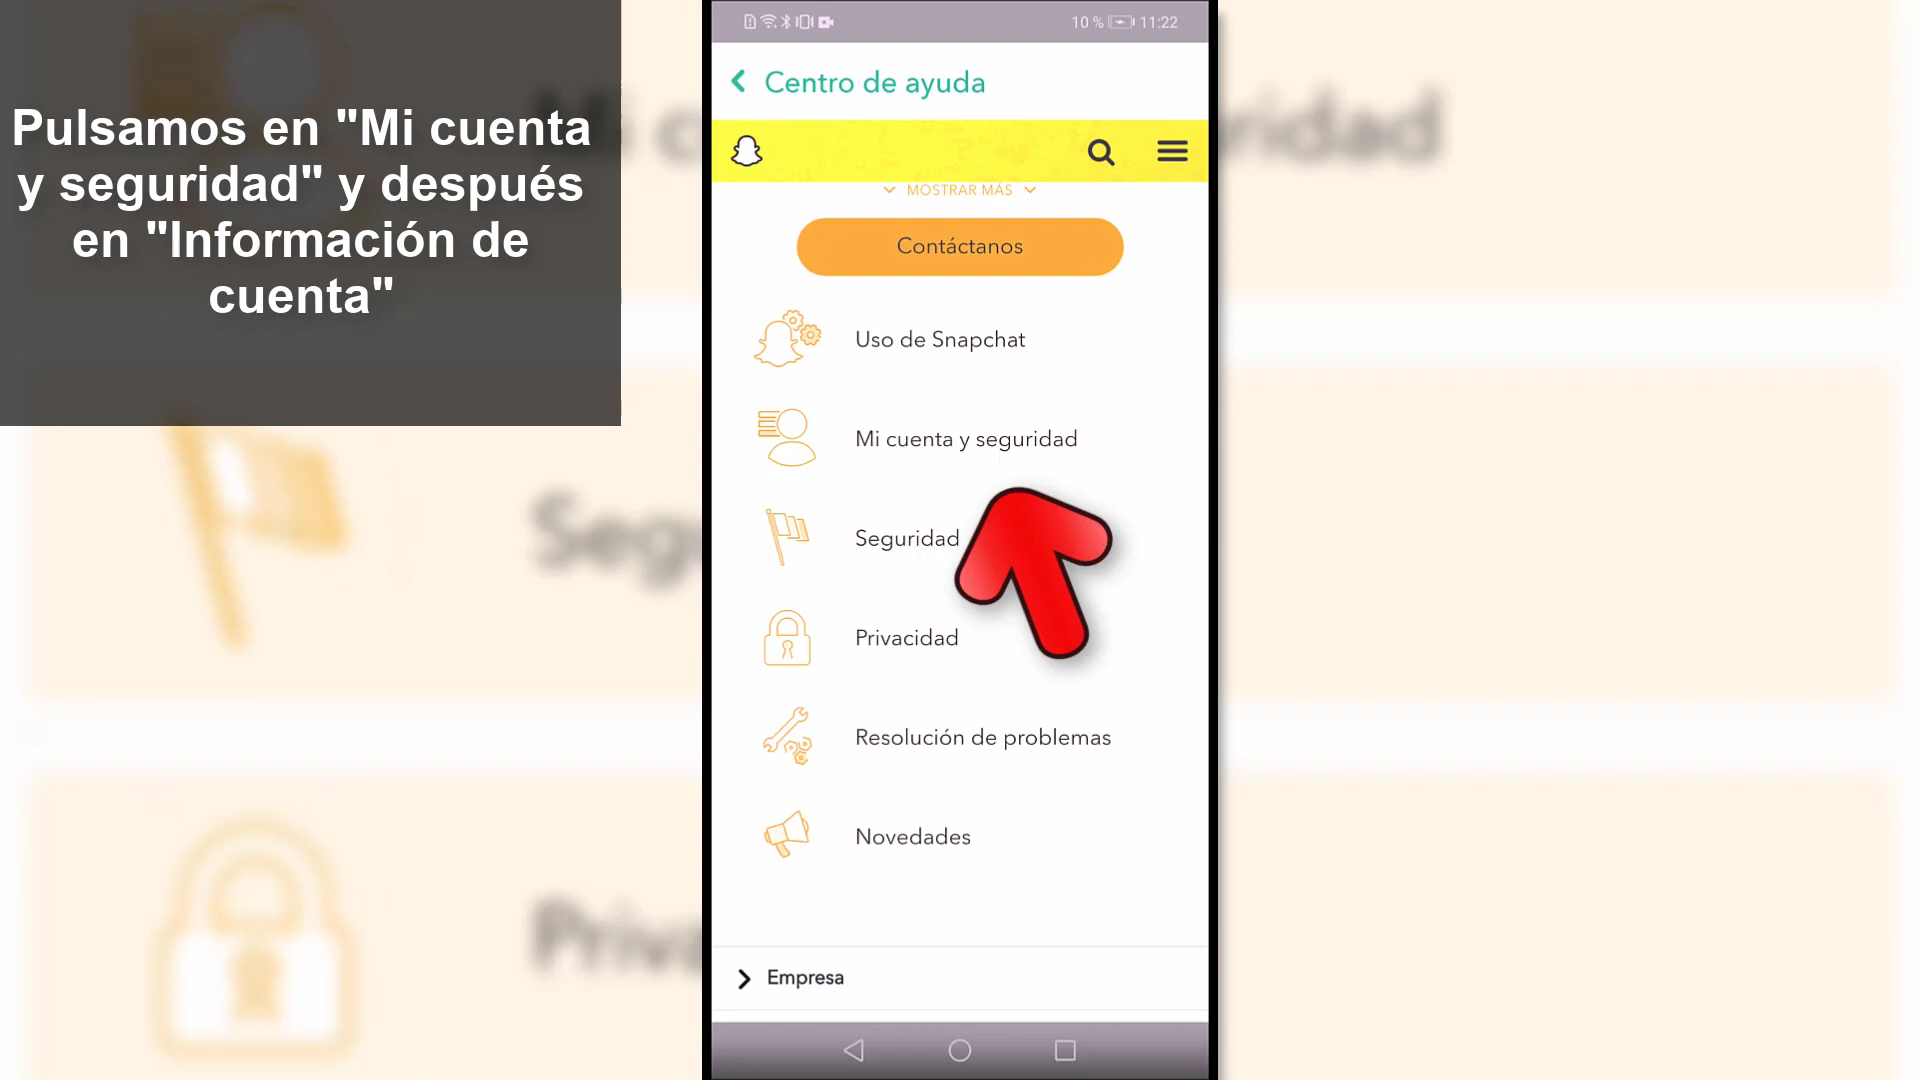 Pulsamos en "Mi cuenta
y seguridad" y después
en "Información de
cuenta"
10 % 11:22
Centro de ayuda
MOSTRAR MÁS
Contáctanos
Uso de Snapchat
Mi cuenta y seguridad
Seguridad
Privacidad
Resolución de problemas
Novedades
Empresa